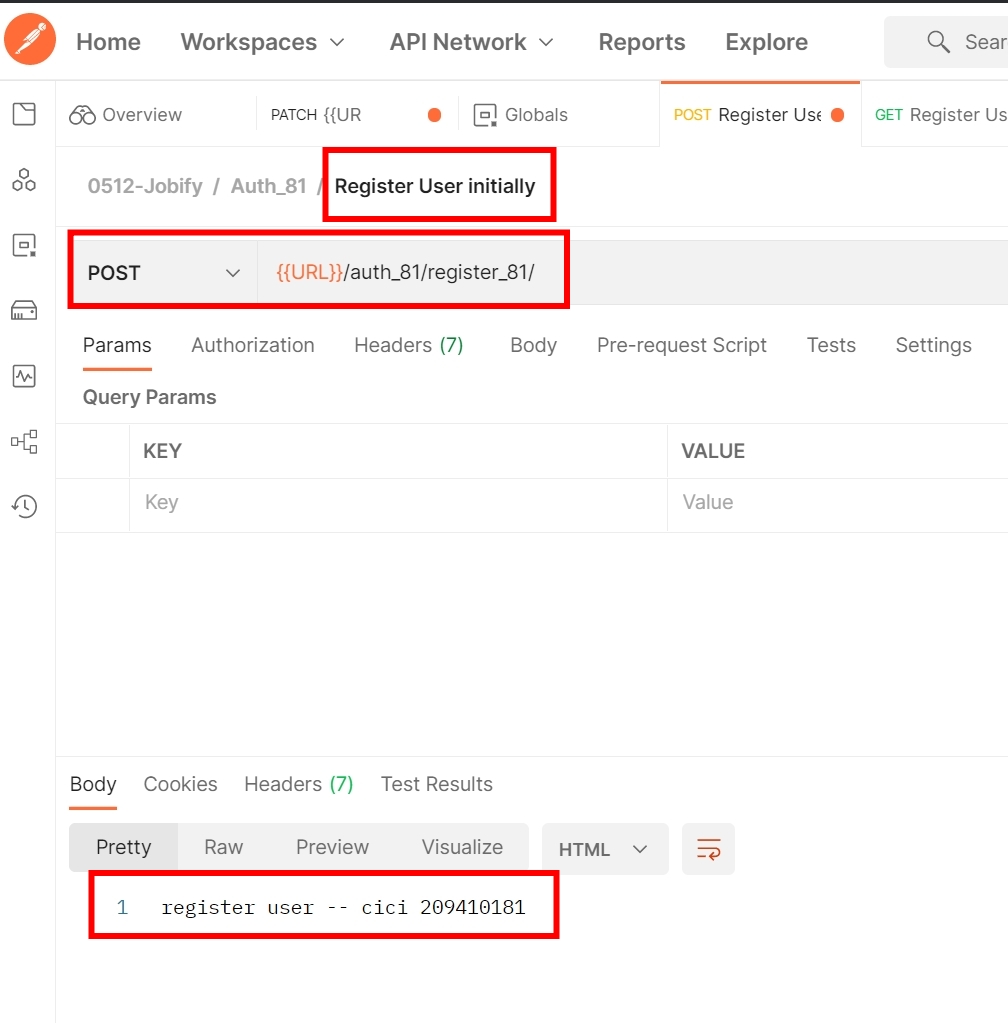 Home Workspaces API Network Reports Explore Sear
Overview PATCH {{UR Globals POST Register Use GET Register Us
0512-Jobify / Auth_81 / Register User initially
POST {{URL}}/auth_81/register_81/
Params Authorization Headers (7) Body Pre-request Script Tests Settings
Query Params
KEY VALUE
Key Value
Body Cookies Headers (7) Test Results
Pretty Raw Preview Visualize HTML
1 register user -- cici 209410181